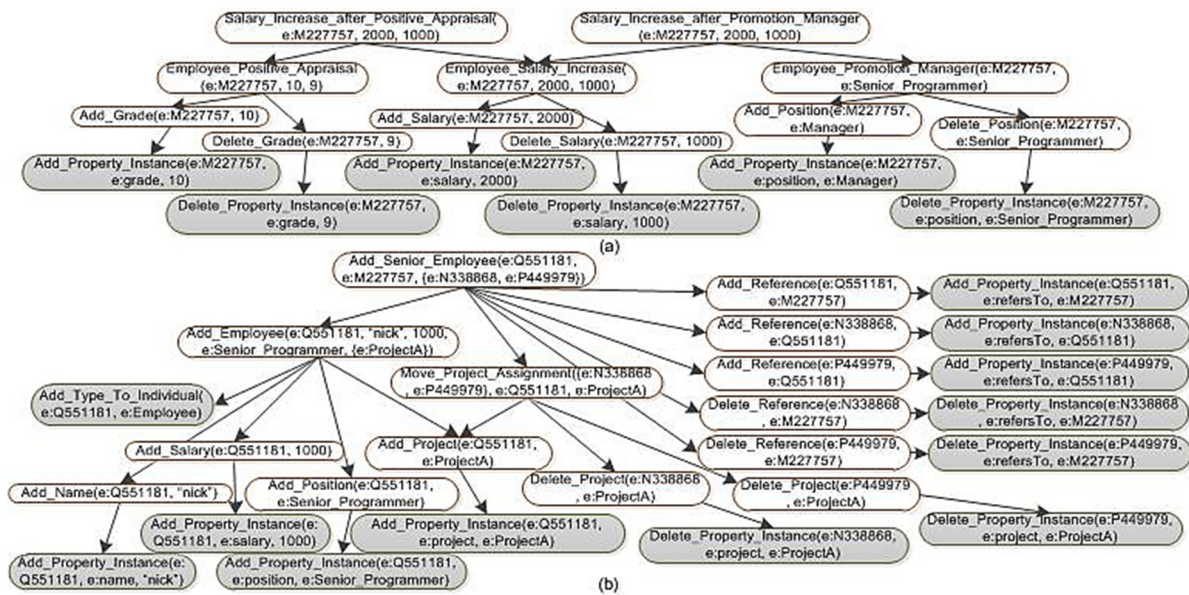 Salary_Increase_after_Positive_Appraisal(
e:M227757, 2000, 1000)
Salary_Increase_after_Promotion_Manager
(e:M227757, 2000, 1000)
Employee_Positive_Appraisal
(e:M227757, 10, 9)
Employee_Salary_Increase(
e:M227757, 2000, 1000)
Employee_Promotion_Manager(e:M227757,
e:Senior_Programmer)
Add_Grade(e:M227757, 10)
Delete_Grade(e:M227757, 9)
Add_Salary(e:M227757, 2000)
Delete_Salary(e:M227757, 1000)
Add_Position(e:M227757,
e:Manager)
Delete_Position(e:M227757,
e:Senior_Programmer)
Add_Property_Instance(e:M227757,
e:grade, 10)
Add_Property_Instance(e:M227757,
e:salary, 2000)
Add_Property_Instance(e:M227757,
e:position, e:Manager)
Delete_Property_Instance(e:M227757,
e:grade, 9)
Delete_Property_Instance(e:M227757,
e:salary, 1000)
Delete_Property_Instance(e:M227757,
e:position, e:Senior_Programmer)
(a)
Add_Senior_Employee(e:Q551181,
e:M227757, {e:N338868, e:P449979})
Add_Reference(e:Q551181,
e:M227757)
Add_Property_Instance(e:Q551181,
e:refersTo, e:M227757)
Add_Employee(e:Q551181, "nick", 1000,
e:Senior_Programmer, {e:ProjectA})
Add_Reference(e:N338868,
e:Q551181)
Add_Property_Instance(e:N338868,
e:refersTo, e:Q551181)
Move_Project_Assignment({e:N338868
, e:P449979}, e:Q551181, e:ProjectA)
Add_Reference(e:P449979,
e:Q551181)
Add_Property_Instance(e:P449979,
e:refersTo, e:Q551181)
Add_Type_To_Individual(
e:Q551181, e:Employee)
Delete_Reference(e:N338868
, e:M227757)
Delete_Property_Instance(e:N338868
, e:refersTo, e:M227757)
Add_Salary(e:Q551181, 1000)
Add_Project(e:Q551181,
e:ProjectA)
Delete_Reference(e:P449979,
e:M227757)
Delete_Property_Instance(e:P449979,
e:refersTo, e:M227757)
Add_Name(e:Q551181, "nick")
Add_Position(e:Q551181,
e:Senior_Programmer)
Delete_Project(e:N338868
, e:ProjectA)
Delete_Project(e:P449979
, e:ProjectA)
Add_Property_Instance(e:
Q551181, e:salary, 1000)
Add_Property_Instance(e:Q551181,
e:project, e:ProjectA)
Delete_Property_Instance(e:N338868,
e:project, e:ProjectA)
Delete_Property_Instance(e:P449979,
e:project, e:ProjectA)
Add_Property_Instance(e:
Q551181, e:name, "nick")
Add_Property_Instance(e:Q551181,
e:position, e:Senior_Programmer)
(b)